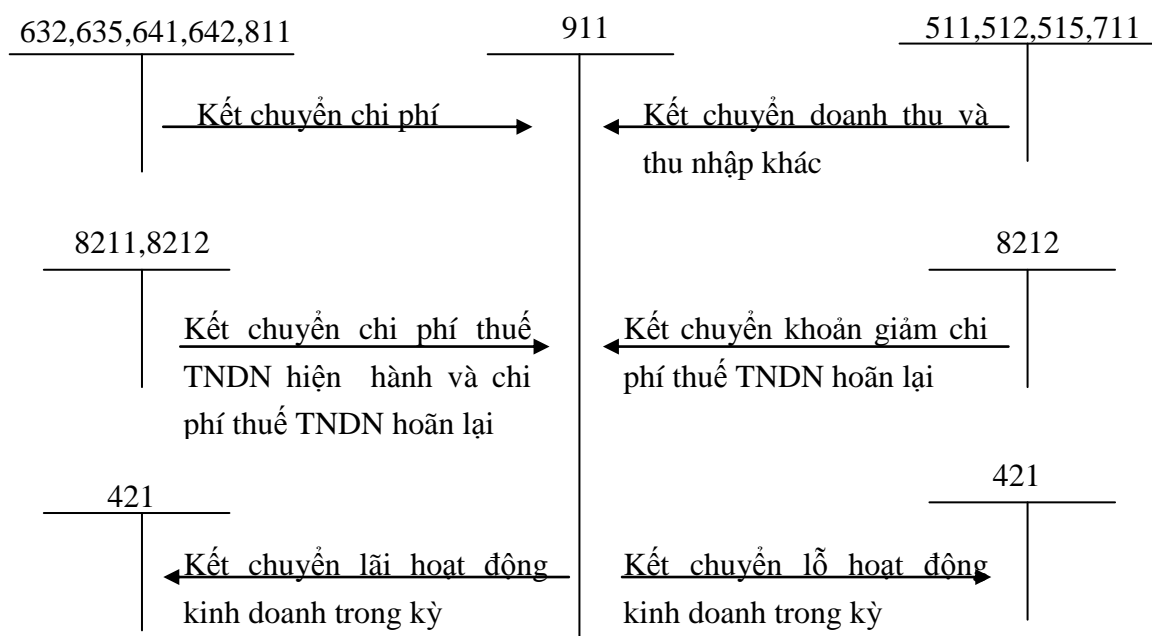 632,635,641,642,811
911
511,512,515,711
Kết chuyển chi phí
Kết chuyển doanh thu và
thu nhập khác
8211,8212
8212
Kết chuyển chi phí thuế
TNDN hiện hành và chi
phí thuế TNDN hoãn lại
Kết chuyển khoản giảm chi
phí thuế TNDN hoãn lại
421
421
Kết chuyển lãi hoạt động
kinh doanh trong kỳ
Kết chuyển lỗ hoạt động
kinh doanh trong kỳ